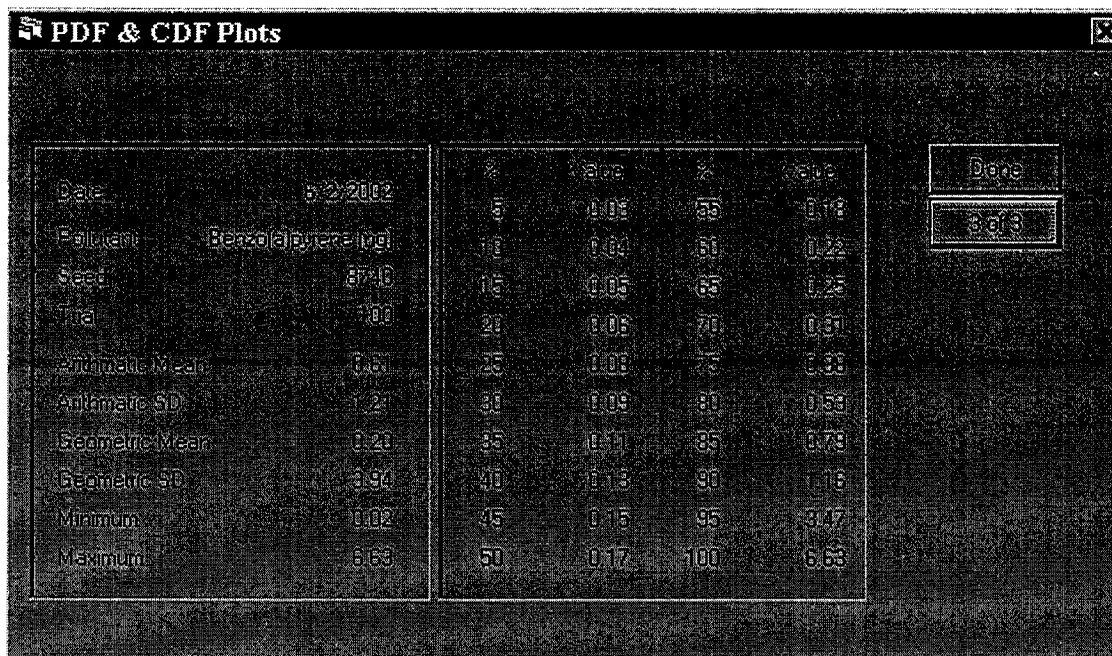 PDF & CDF Plots
Date 6/2/2002
Pollutant Benzo[a]pyrene (ng)
Seed 8740
Trial 100
Arithmatic Mean 0.61
Arithmatic SD 1.21
Geometric Mean 0.20
Geometric SD 3.94
Minimum 0.02
Maximum 6.63
% Value % Value
5 0.03 55 0.18
10 0.04 60 0.22
15 0.05 65 0.25
20 0.06 70 0.31
25 0.08 75 0.38
30 0.09 80 0.53
35 0.11 85 0.79
40 0.13 90 1.16
45 0.15 95 3.47
50 0.17 100 6.63
Done
3 of 3